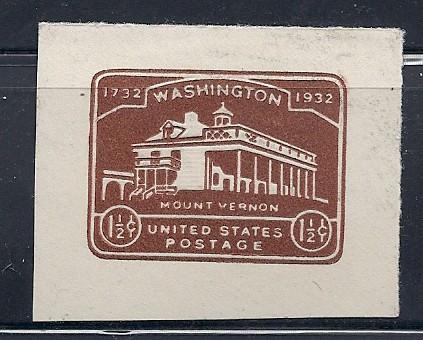 1732 WASHINGTON 1932
MOUNT VERNON
1½¢ UNITED STATES 1½¢
POSTAGE